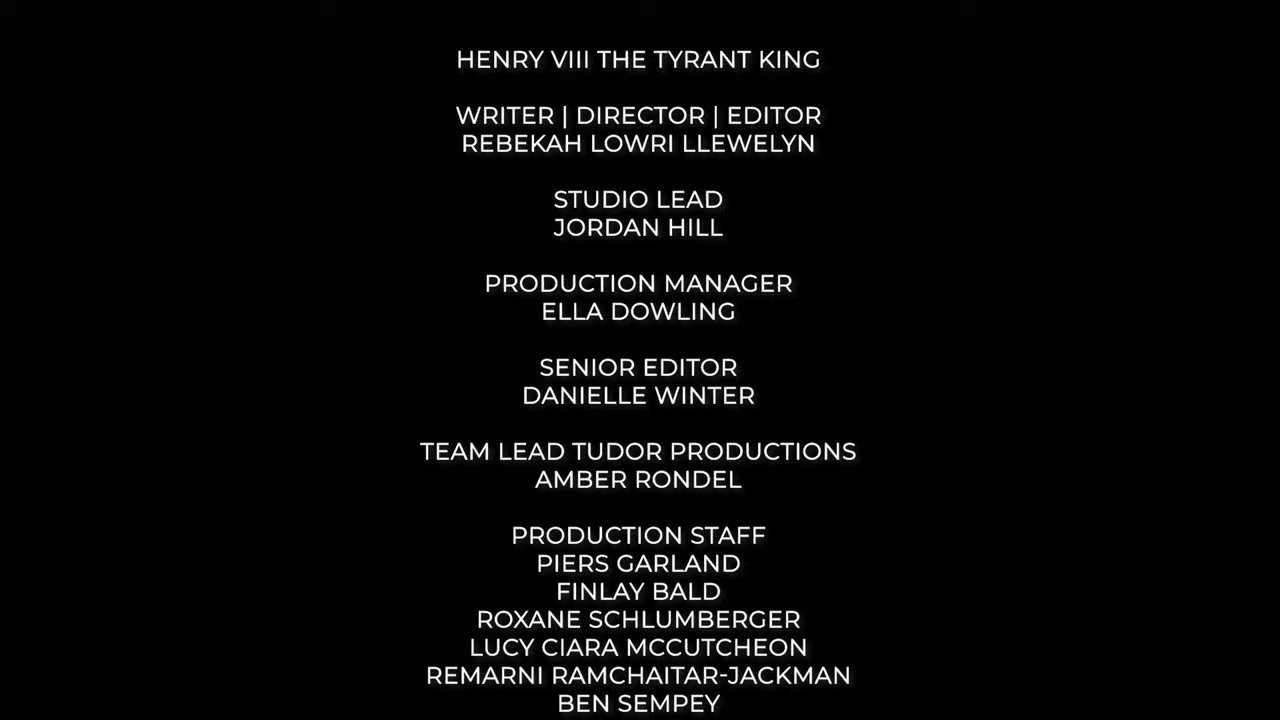 HENRY VIII THE TYRANT KING
WRITER | DIRECTOR | EDITOR
REBEKAH LOWRI LLEWELYN
STUDIO LEAD
JORDAN HILL
PRODUCTION MANAGER
ELLA DOWLING
SENIOR EDITOR
DANIELLE WINTER
TEAM LEAD TUDOR PRODUCTIONS
AMBER RONDEL
PRODUCTION STAFF
PIERS GARLAND
FINLAY BALD
ROXANE SCHLUMBERGER
LUCY CIARA MCCUTCHEON
REMARNI RAMCHAITAR-JACKMAN
BEN SEMPEY